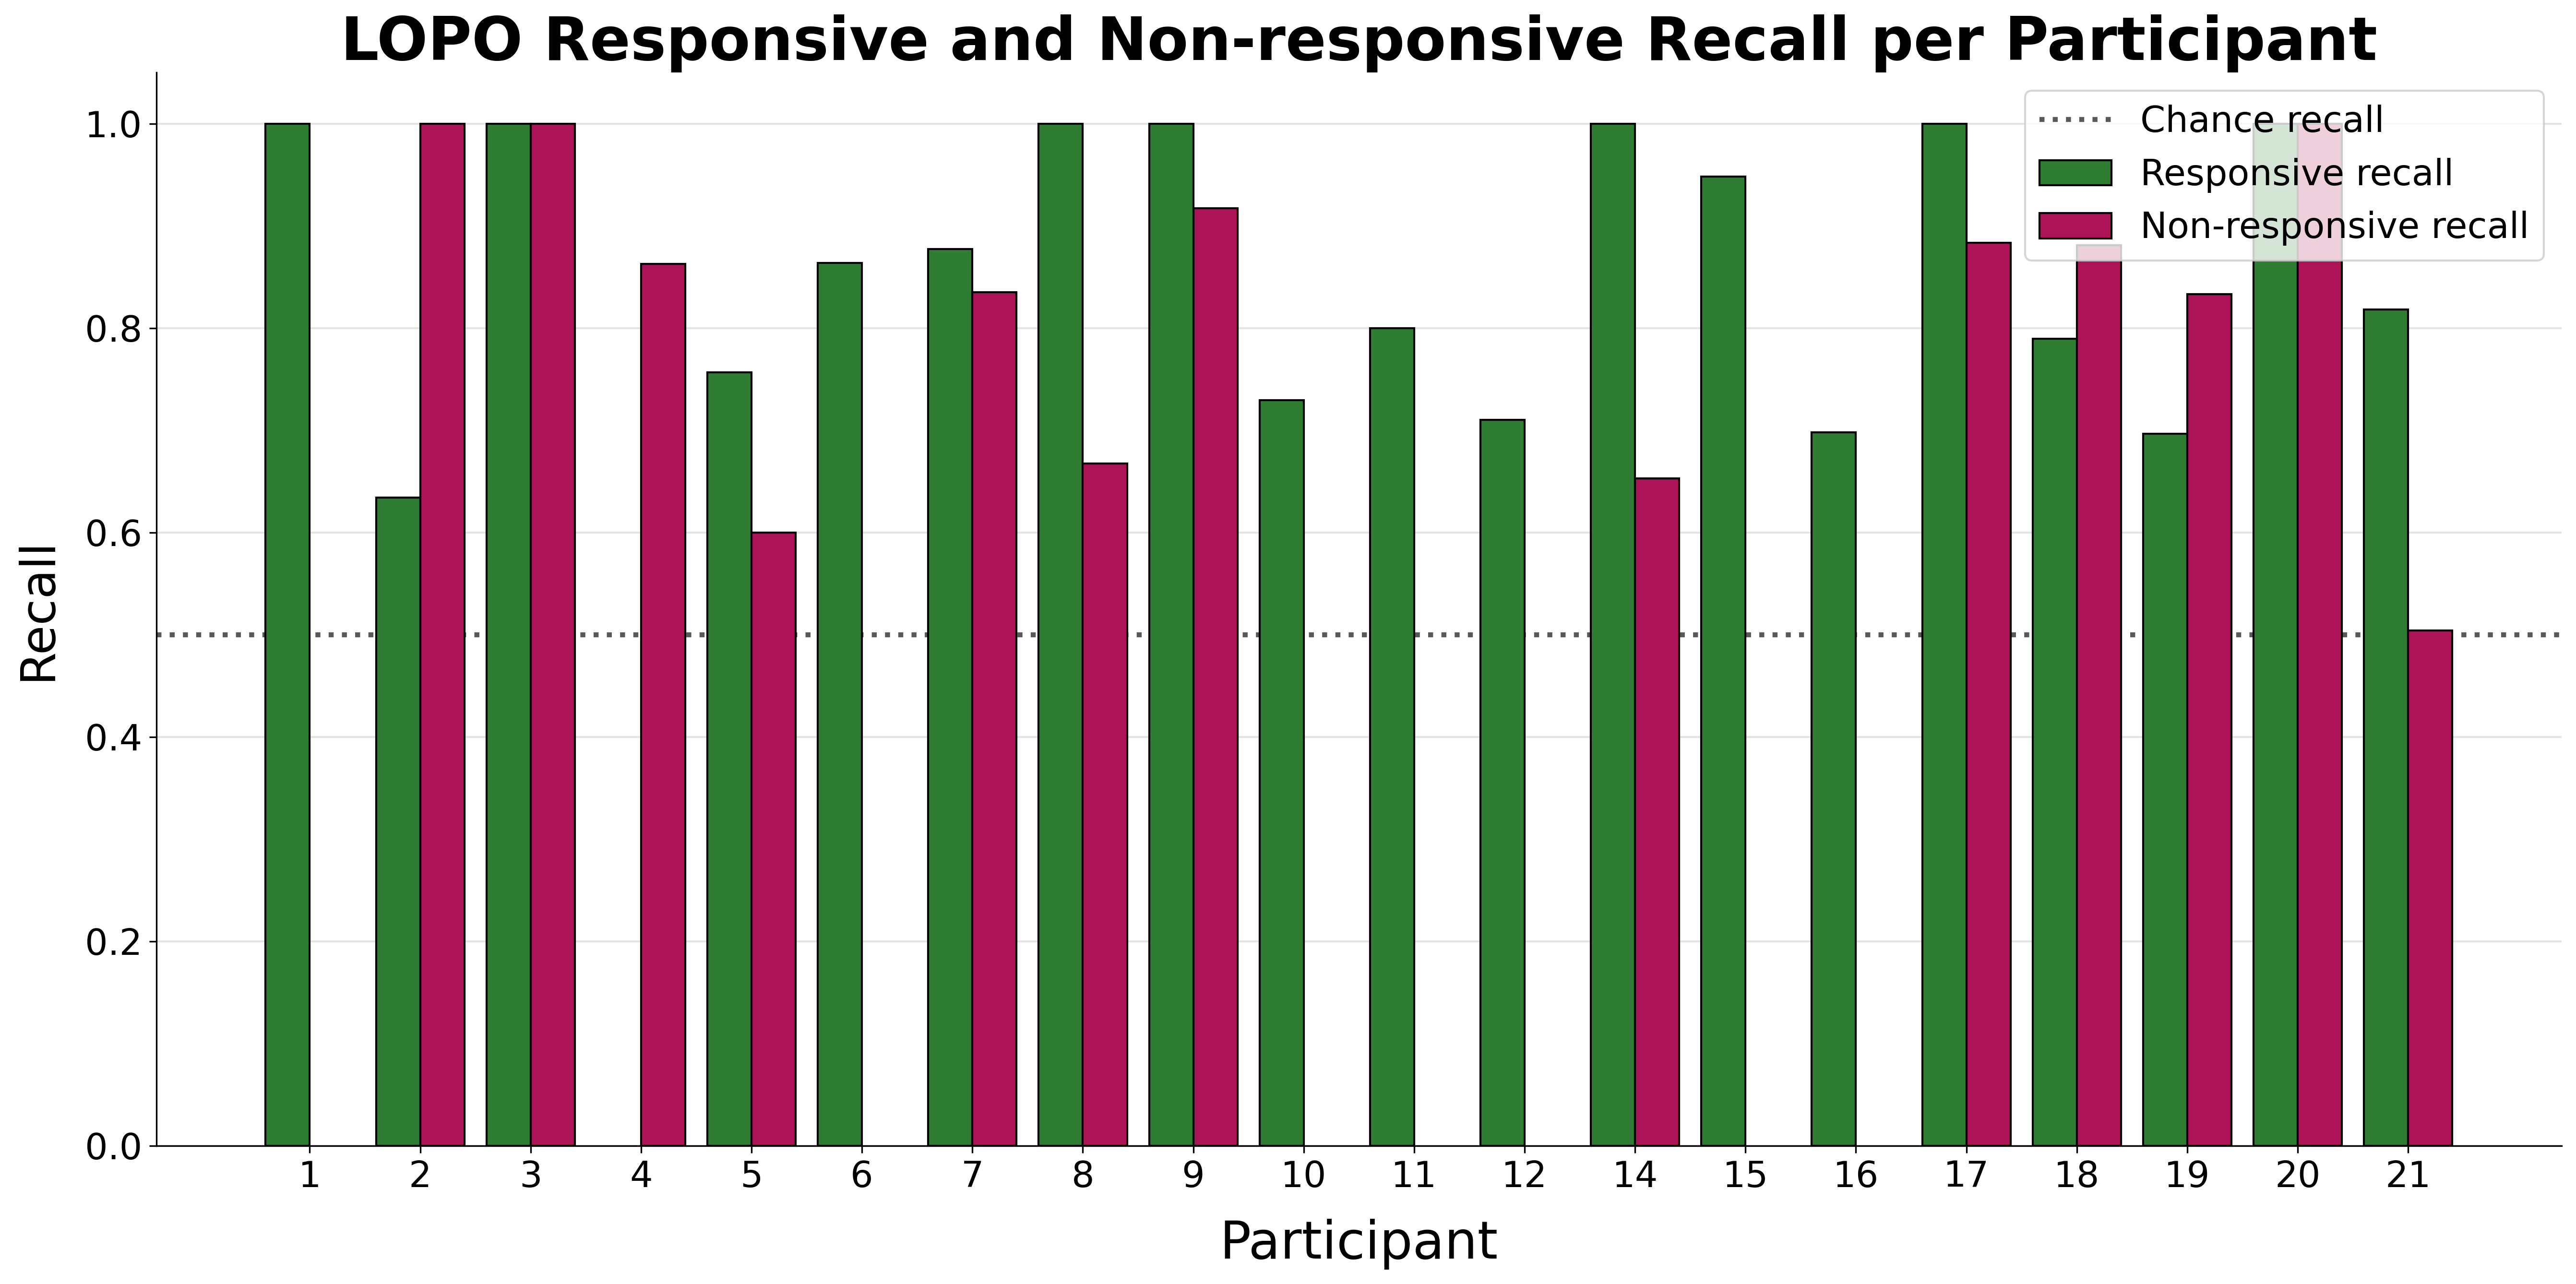 LOPO Responsive and Non-responsive Recall per Participant
Chance recall
Responsive recall
Non-responsive recall
1.0
0.8
0.6
0.4
0.2
0.0
Recall
1 2 3 4 5 6 7 8 9 10 11 12 14 15 16 17 18 19 20 21
Participant